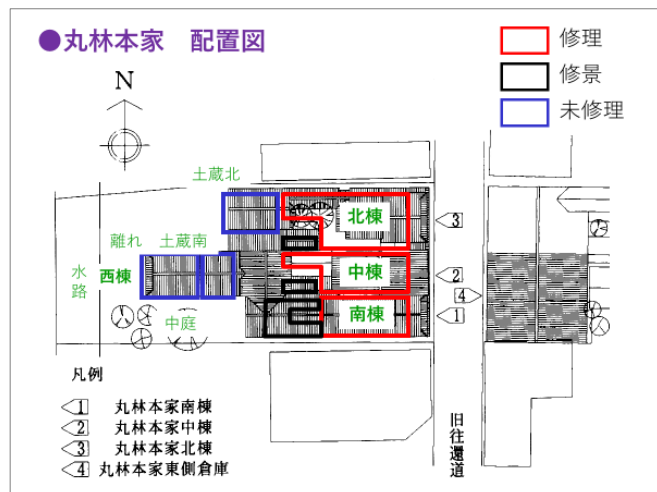 ●丸林本家　配置図
修理
修景
未修理
N
土蔵北
北棟
3
離れ
土蔵南
中棟
2
水路
西棟
4
中庭
南棟
1
凡例
1 丸林本家南棟
2 丸林本家中棟
3 丸林本家北棟
4 丸林本家東側倉庫
旧往還道